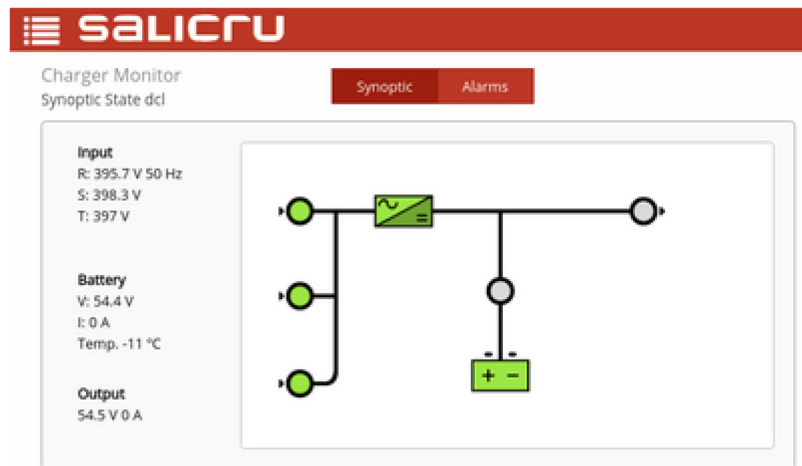 salicru
Charger Monitor
Synoptic State dcl
Synoptic
Alarms
Input
R: 395.7 V 50 Hz
S: 398.3 V
T: 397 V
Battery
V: 54.4 V
I: 0 A
Temp. -11 ºC
Output
54.5 V 0 A
+ −